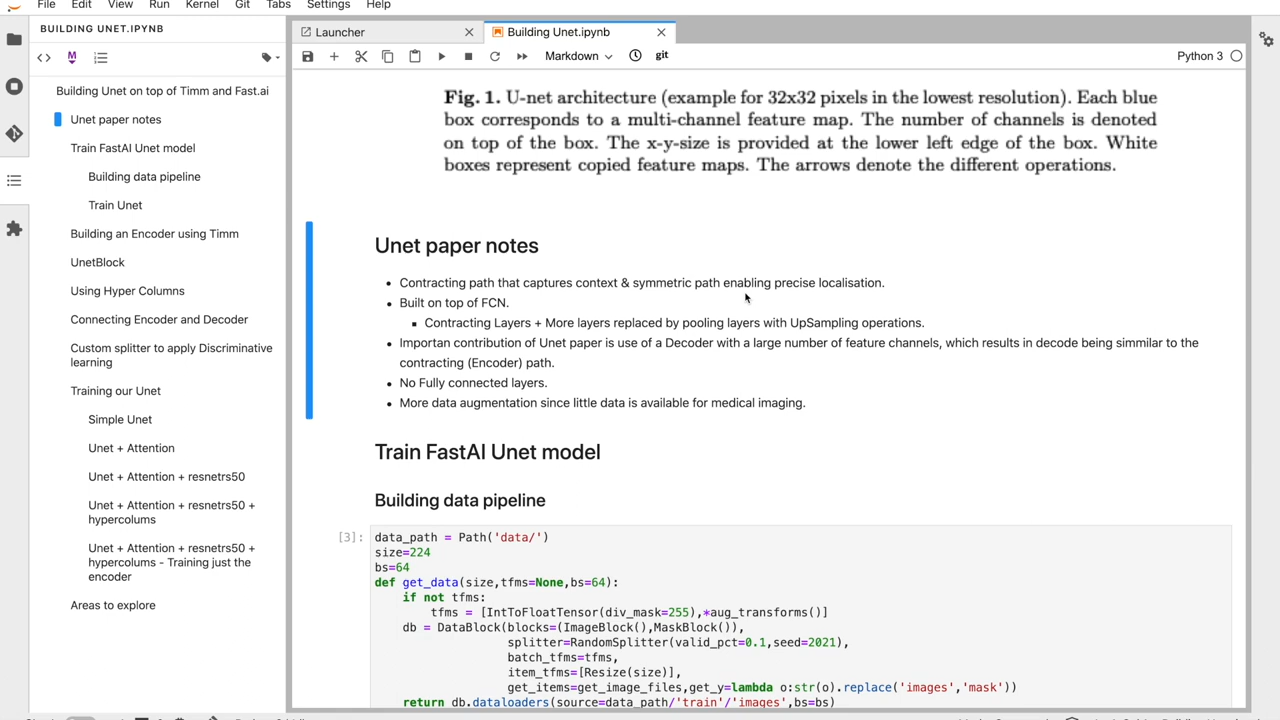 File Edit View Run Kernel Git Tabs Settings Help
BUILDING UNET.IPYNB
Building Unet on top of Timm and Fast.ai
Unet paper notes
Train FastAI Unet model
Building data pipeline
Train Unet
Building an Encoder using Timm
UnetBlock
Using Hyper Columns
Connecting Encoder and Decoder
Custom splitter to apply Discriminative
learning
Training our Unet
Simple Unet
Unet + Attention
Unet + Attention + resnetrs50
Unet + Attention + resnetrs50 +
hypercolums
Unet + Attention + resnetrs50 +
hypercolums - Training just the
encoder
Areas to explore
Launcher
Building Unet.ipynb
Markdown
git
Python 3
Fig. 1. U-net architecture (example for 32x32 pixels in the lowest resolution). Each blue
box corresponds to a multi-channel feature map. The number of channels is denoted
on top of the box. The x-y-size is provided at the lower left edge of the box. White
boxes represent copied feature maps. The arrows denote the different operations.
Unet paper notes
Contracting path that captures context & symmetric path enabling precise localisation.
Built on top of FCN.
Contracting Layers + More layers replaced by pooling layers with UpSampling operations.
Importan contribution of Unet paper is use of a Decoder with a large number of feature channels, which results in decode being simmilar to the
contracting (Encoder) path.
No Fully connected layers.
More data augmentation since little data is available for medical imaging.
Train FastAI Unet model
Building data pipeline
[3]:
data_path = Path('data/')
size=224
bs=64
def get_data(size,tfms=None,bs=64):
if not tfms:
tfms = [IntToFloatTensor(div_mask=255),*aug_transforms()]
db = DataBlock(blocks=(ImageBlock(),MaskBlock()),
splitter=RandomSplitter(valid_pct=0.1,seed=2021),
batch_tfms=tfms,
item_tfms=[Resize(size)],
get_items=get_image_files,get_y=lambda o:str(o).replace('images','mask'))
return db.dataloaders(source=data_path/'train'/'images',bs=bs)